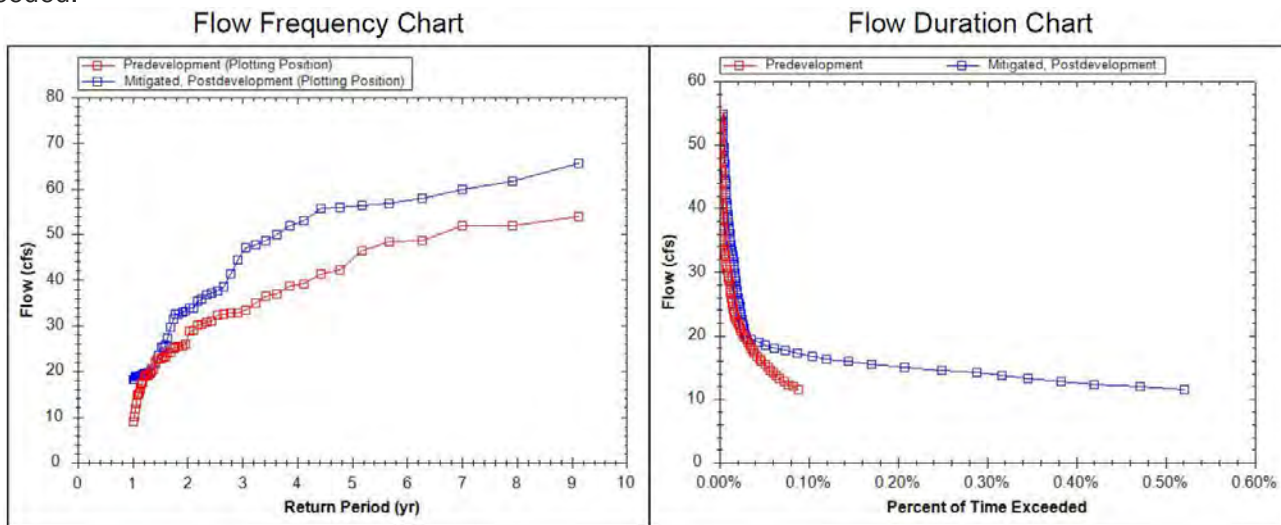 Flow Frequency Chart
Predevelopment (Plotting Position)
Mitigated, Postdevelopment (Plotting Position)
80
70
60
50
40
30
20
10
0
Flow (cfs)
0 1 2 3 4 5 6 7 8 9 10
Return Period (yr)
Flow Duration Chart
Predevelopment Mitigated, Postdevelopment
60
50
40
30
20
10
0
Flow (cfs)
0.00% 0.10% 0.20% 0.30% 0.40% 0.50% 0.60%
Percent of Time Exceeded